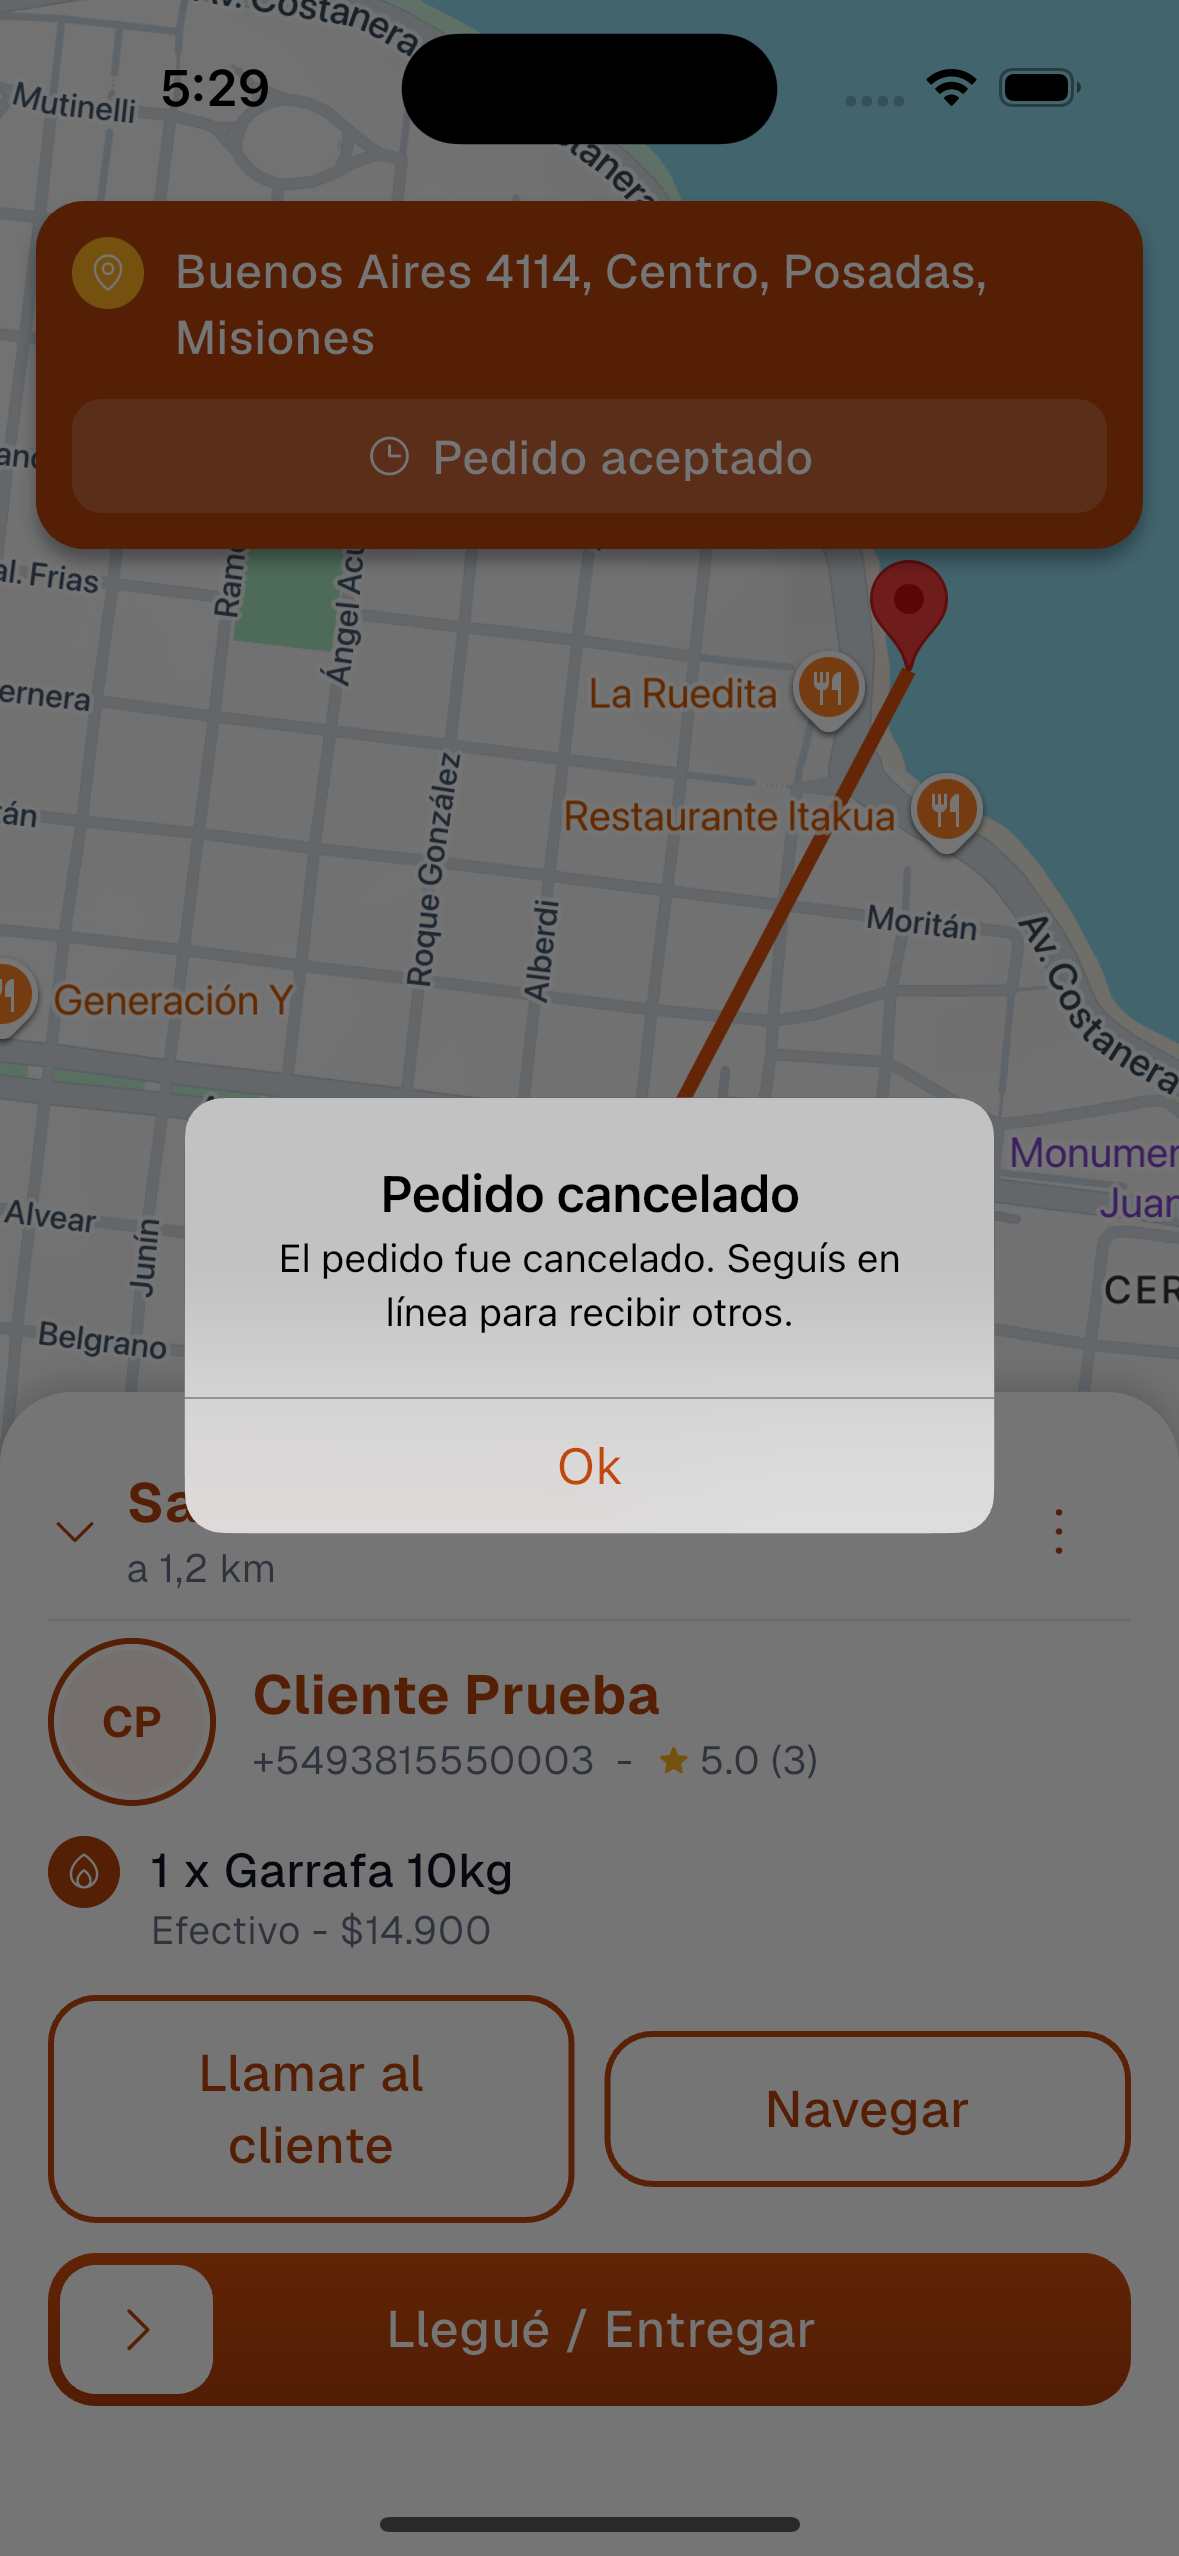 Av. Costanera
Mutinelli
5:29
Buenos Aires 4114, Centro, Posadas,
Misiones
Pedido aceptado
al. Frias
Ángel Acu
La Ruedita
ernera
Roque González
Restaurante Itakua
tán
Alberdi
Moritán
Av. Costanera
Generación Y
Pedido cancelado
El pedido fue cancelado. Seguís en
línea para recibir otros.
Ok
Monumen
Juan
Alvear
Junín
CER
Belgrano
a 1,2 km
CP
Cliente Prueba
+5493815550003 - 5.0 (3)
1 x Garrafa 10kg
Efectivo - $14.900
Llamar al
cliente
Navegar
Llegué / Entregar